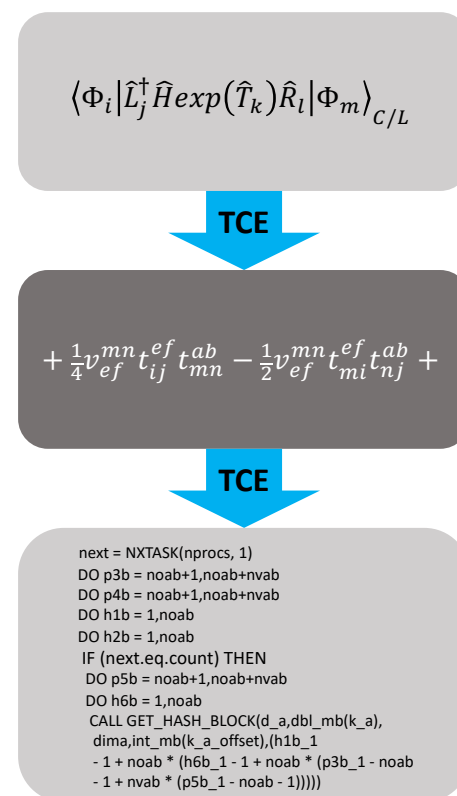 ⟨Φ_i|L̂_j^†Ĥexp(T̂_k)R̂_l|Φ_m⟩_{C/L}
TCE
+ 1/4 v_{ef}^{mn} t_{ij}^{ef} t_{mn}^{ab} − 1/2 v_{ef}^{mn} t_{mi}^{ef} t_{nj}^{ab} +
TCE
next = NXTASK(nprocs, 1)
DO p3b = noab+1,noab+nvab
DO p4b = noab+1,noab+nvab
DO h1b = 1,noab
DO h2b = 1,noab
IF (next.eq.count) THEN
DO p5b = noab+1,noab+nvab
DO h6b = 1,noab
CALL GET_HASH_BLOCK(d_a,dbl_mb(k_a),
dima,int_mb(k_a_offset),(h1b_1
- 1 + noab * (h6b_1 - 1 + noab * (p3b_1 - noab
- 1 + nvab * (p5b_1 - noab - 1)))))